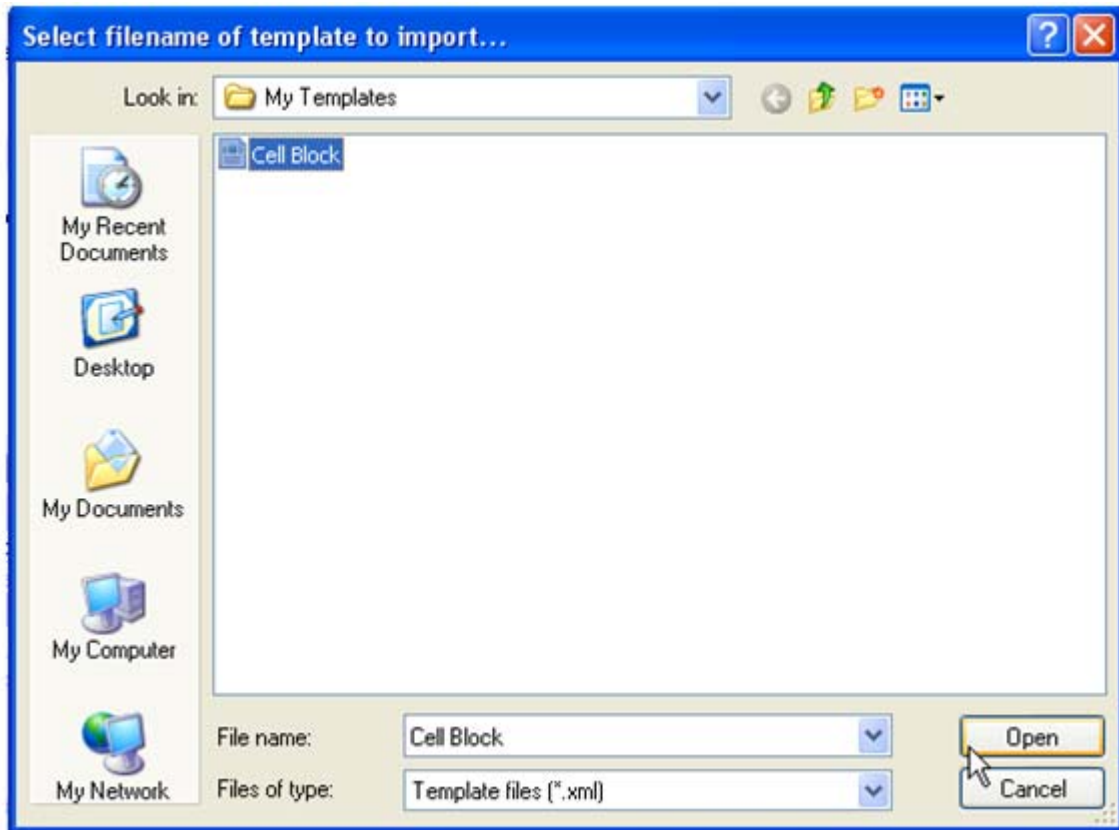 Select filename of template to import...
Look in:
My Templates
Cell Block
My Recent
Documents
Desktop
My Documents
My Computer
My Network
File name:
Cell Block
Open
Files of type:
Template files (*.xml)
Cancel